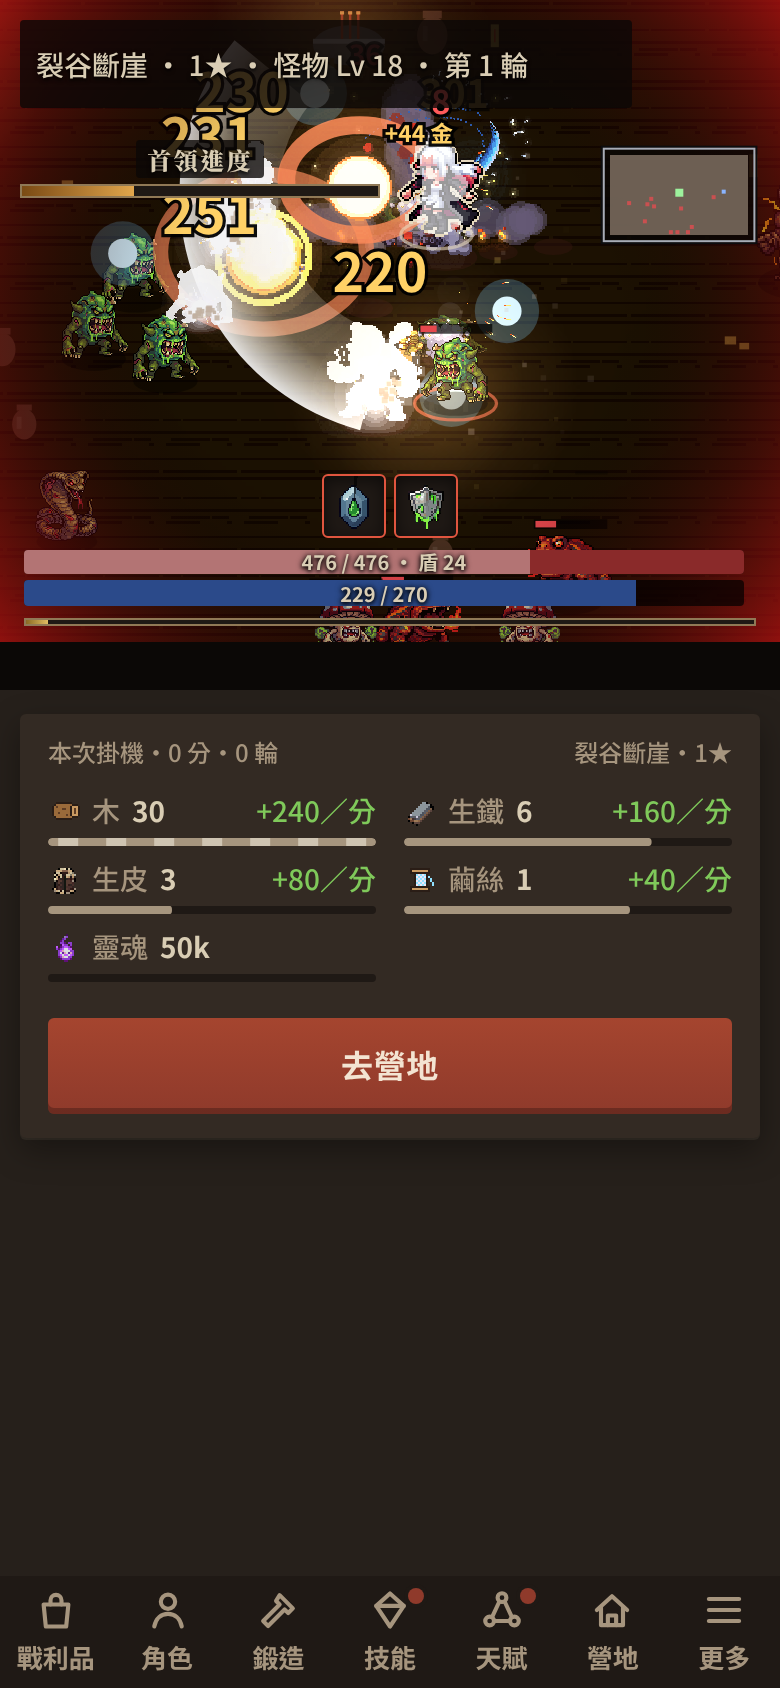 裂谷斷崖 • 1★ • 怪物 Lv 18 • 第 1 輪
230
231
8
+44 金
首領進度
251
220
476 / 476 • 盾 24
229 / 270
本次掛機・0 分・0 輪
裂谷斷崖・1★
木 30 +240／分
生鐵 6 +160／分
生皮 3 +80／分
繭絲 1 +40／分
靈魂 50k
去營地
戰利品
角色
鍛造
技能
天賦
營地
更多